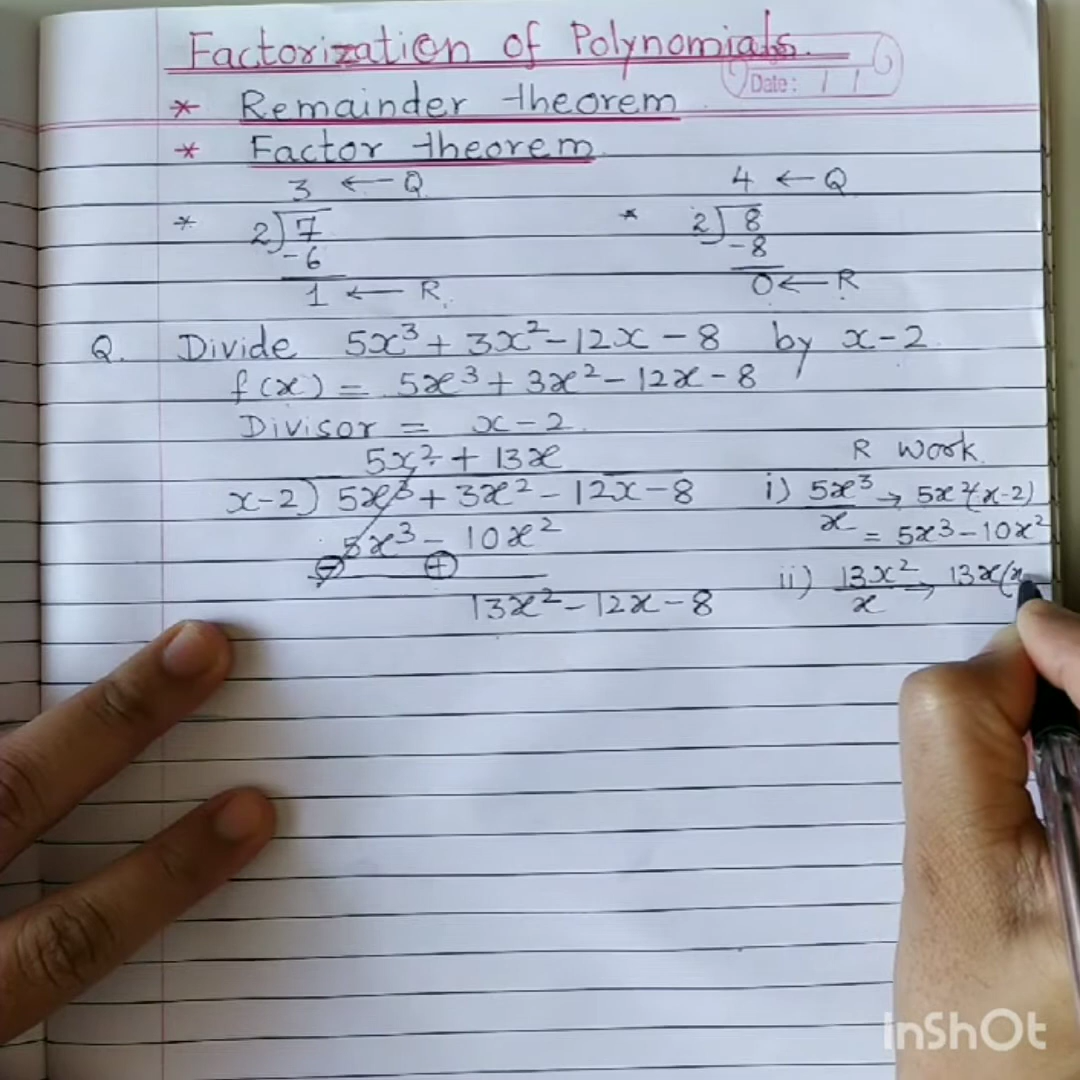 Factorization of Polynomials.
Date: / /
* Remainder theorem
* Factor theorem
3 ← Q
4 ← Q
* 2) 7
* 2) 8
-6
-8
1 ← R.
0 ← R
Q. Divide 5x³ + 3x² - 12x - 8 by x - 2.
f(x) = 5x³ + 3x² - 12x - 8
Divisor = x - 2.
5x² + 13x
R Work.
x-2) 5x³ + 3x² - 12x - 8
i) 5x³/x → 5x²(x-2)
5x³ - 10x²
= 5x³ - 10x²
⊖ ⊕
ii) 13x²/x → 13x(x
13x² - 12x - 8
InShOt